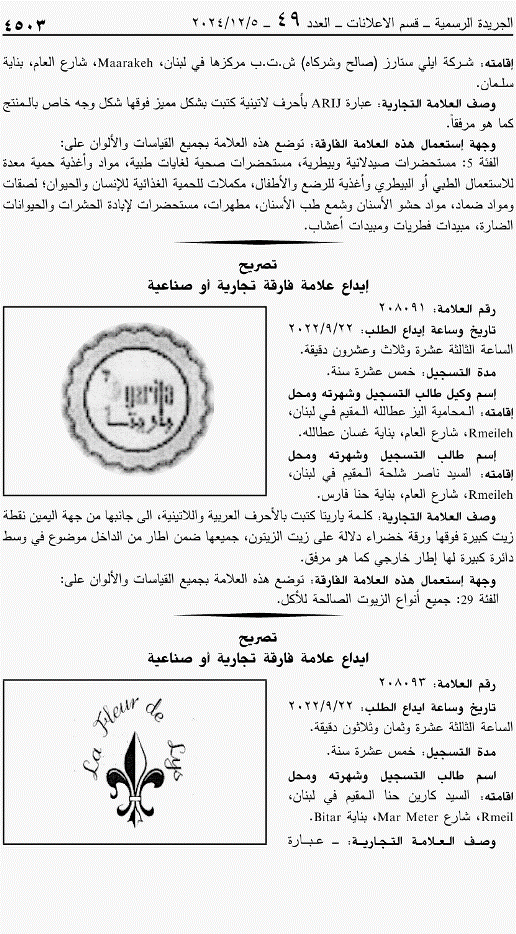 الجريدة الرسمية ــ قسم الاعلانات ــ العدد ٤٩ ــ ٢٠٢٤/١٢/٥
٤٥٠٣
إقامته: شركة ايلي ستارز (صالح وشركاه) ش.ت.ب مركزها في لبنان، Maarakeh، شارع العام، بناية
سلمان.
وصف العلامة التجارية: عبارة ARIJ بأحرف لاتينية كتبت بشكل مميز فوقها شكل وجه خاص بالمنتج
كما هو مرفقاً.
وجهة إستعمال هذه العلامة الفارقة: توضع هذه العلامة بجميع القياسات والألوان على:
الفئة 5: مستحضرات صيدلانية وبيطرية، مستحضرات صحية لغايات طبية، مواد وأغذية حمية معدة
للاستعمال الطبي أو البيطري وأغذية للرضع والأطفال، مكملات للحمية الغذائية للإنسان والحيوان؛ لصقات
ومواد ضماد، مواد حشو الأسنان وشمع طب الأسنان، مطهرات، مستحضرات لإبادة الحشرات والحيوانات
الضارة، مبيدات فطريات ومبيدات أعشاب.
تصريح
إيداع علامة فارقة تجارية أو صناعية
رقم العلامة: ٢٠٨٠٩١
تاريخ وساعة إيداع الطلب: ٢٠٢٢/٩/٢٢
الساعة الثالثة عشرة وثلاث وعشرون دقيقة.
مدة التسجيل: خمس عشرة سنة.
إسم وكيل طالب التسجيل وشهرته ومحل
إقامته: المحامية اليز عطالله المقيم في لبنان،
Rmeileh، شارع العام، بناية غسان عطالله.
إسم طالب التسجيل وشهرته ومحل
إقامته: السيد ناصر شلحة المقيم في لبنان،
Rmeileh، شارع العام، بناية حنا فارس.
yarita
ياريتا
وصف العلامة التجارية: كلمة ياريتا كتبت بالأحرف العربية واللاتينية، الى جانبها من جهة اليمين نقطة
زيت كبيرة فوقها ورقة خضراء دلالة على زيت الزيتون، جميعها ضمن اطار من الداخل موضوع في وسط
دائرة كبيرة لها إطار خارجي كما هو مرفق.
وجهة إستعمال هذه العلامة الفارقة: توضع هذه العلامة بجميع القياسات والألوان على:
الفئة 29: جميع أنواع الزيوت الصالحة للأكل.
تصريح
ايداع علامة فارقة تجارية أو صناعية
رقم العلامة: ٢٠٨٠٩٣
تاريخ وساعة ايداع الطلب: ٢٠٢٢/٩/٢٢
الساعة الثالثة عشرة وثمان وثلاثون دقيقة.
مدة التسجيل: خمس عشرة سنة.
اسم طالب التسجيل وشهرته ومحل
اقامته: السيد كارين حنا المقيم في لبنان،
Rmeil، شارع Mar Meter، بناية Bitar.
وصف العلامة التجارية: ــ عبارة
La Fleur de Lys